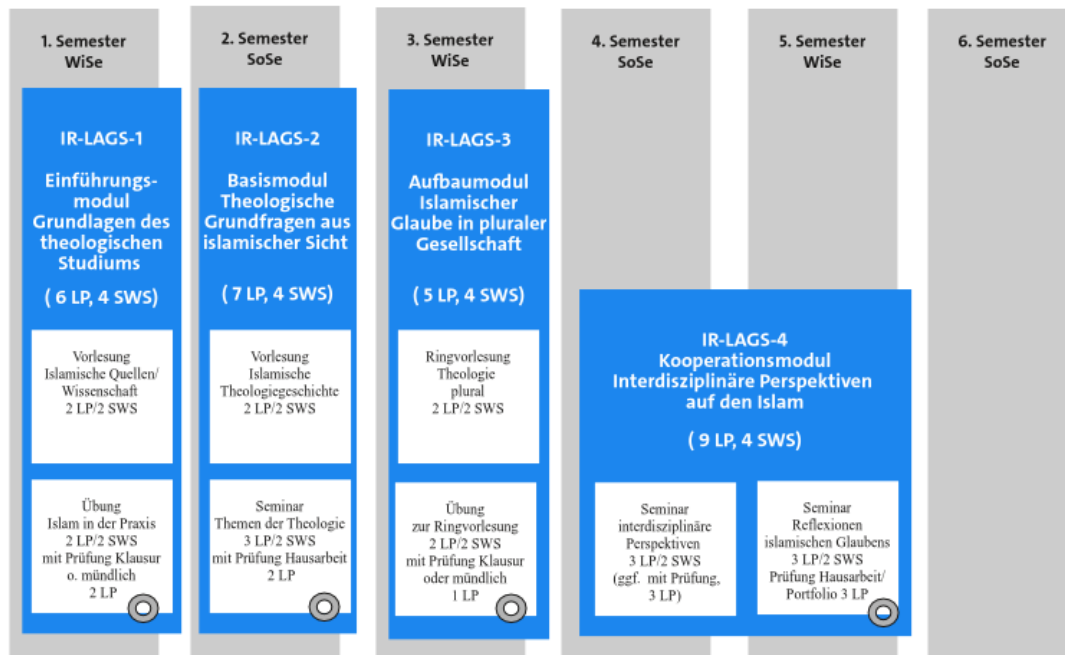 1. Semester
WiSe
2. Semester
SoSe
3. Semester
WiSe
4. Semester
SoSe
5. Semester
WiSe
6. Semester
SoSe
IR-LAGS-1
Einführungs-
modul
Grundlagen des
theologischen
Studiums
( 6 LP, 4 SWS)
Vorlesung
Islamische Quellen/
Wissenschaft
2 LP/2 SWS
Übung
Islam in der Praxis
2 LP/2 SWS
mit Prüfung Klausur
o. mündlich
2 LP
IR-LAGS-2
Basismodul
Theologische
Grundfragen aus
islamischer Sicht
( 7 LP, 4 SWS)
Vorlesung
Islamische
Theologiegeschichte
2 LP/2 SWS
Seminar
Themen der Theologie
3 LP/2 SWS
mit Prüfung Hausarbeit
2 LP
IR-LAGS-3
Aufbaumodul
Islamischer
Glaube in pluraler
Gesellschaft
( 5 LP, 4 SWS)
Ringvorlesung
Theologie
plural
2 LP/2 SWS
Übung
zur Ringvorlesung
2 LP/2 SWS
mit Prüfung Klausur
oder mündlich
1 LP
IR-LAGS-4
Kooperationsmodul
Interdisziplinäre Perspektiven
auf den Islam
( 9 LP, 4 SWS)
Seminar
interdisziplinäre
Perspektiven
3 LP/2 SWS
(ggf. mit Prüfung,
3 LP)
Seminar
Reflexionen
islamischen Glaubens
3 LP/2 SWS
Prüfung Hausarbeit/
Portfolio 3 LP